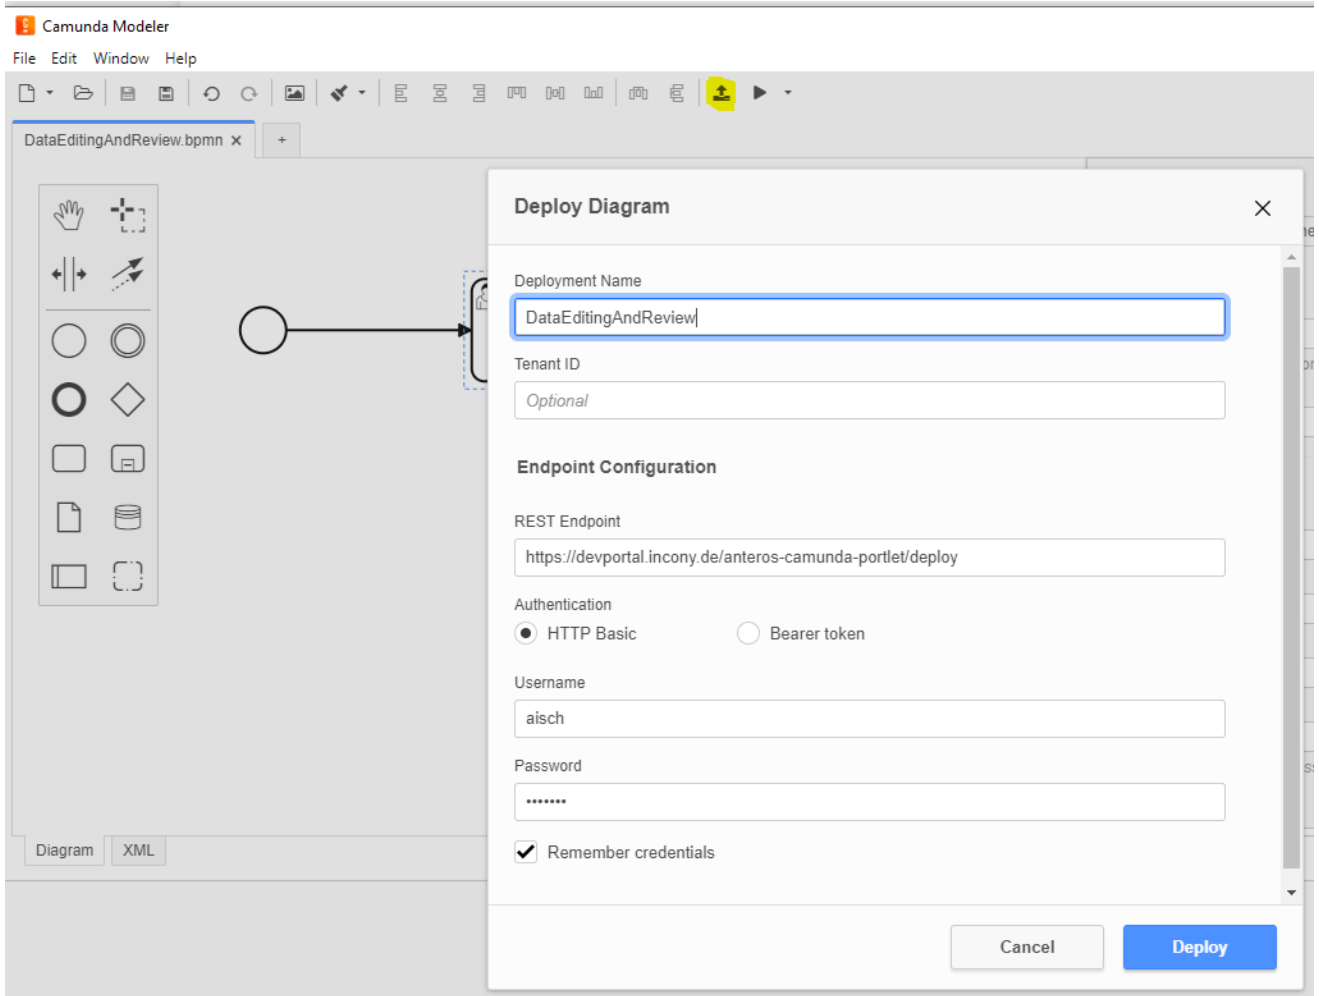 Camunda Modeler
File Edit Window Help
DataEditingAndReview.bpmn
Deploy Diagram
Deployment Name
DataEditingAndReview
Tenant ID
Optional
Endpoint Configuration
REST Endpoint
https://devportal.incony.de/anteros-camunda-portlet/deploy
Authentication
HTTP Basic Bearer token
Username
aisch
Password
•••••••
Remember credentials
Diagram XML
Cancel Deploy